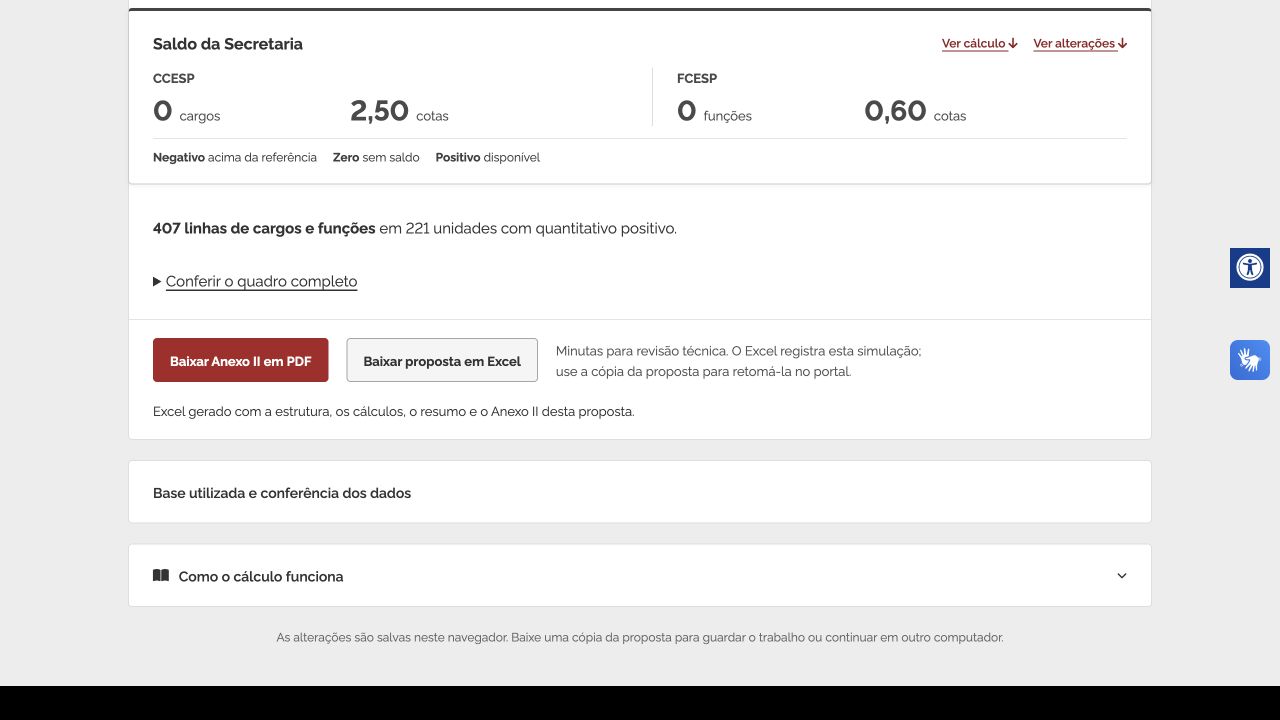 Saldo da Secretaria
Ver cálculo Ver alterações
CCESP
0 cargos 2,50 cotas
FCESP
0 funções 0,60 cotas
Negativo acima da referência Zero sem saldo Positivo disponível
407 linhas de cargos e funções em 221 unidades com quantitativo positivo.
Conferir o quadro completo
Baixar Anexo II em PDF
Baixar proposta em Excel
Minutas para revisão técnica. O Excel registra esta simulação;
use a cópia da proposta para retomá-la no portal.
Excel gerado com a estrutura, os cálculos, o resumo e o Anexo II desta proposta.
Base utilizada e conferência dos dados
Como o cálculo funciona
As alterações são salvas neste navegador. Baixe uma cópia da proposta para guardar o trabalho ou continuar em outro computador.